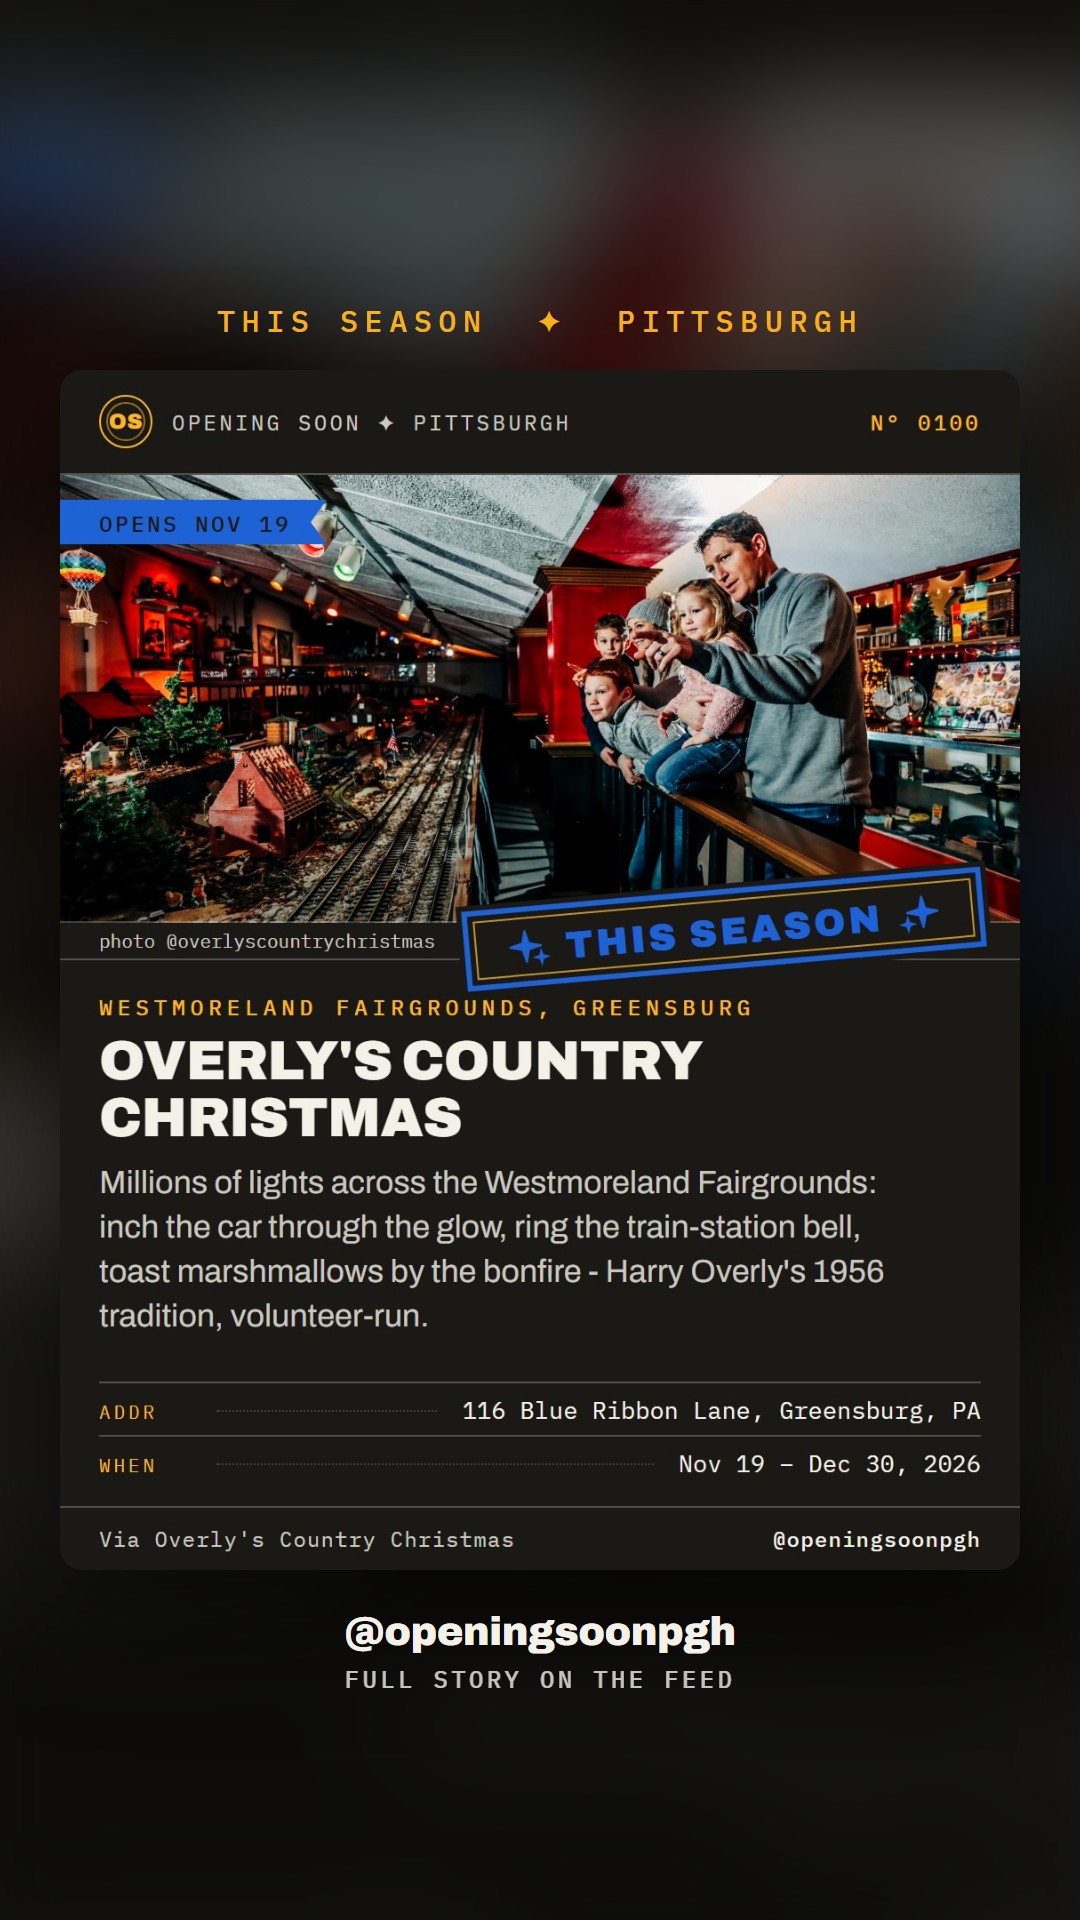 THIS SEASON ✦ PITTSBURGH
OS OPENING SOON ✦ PITTSBURGH N° 0100
OPENS NOV 19
photo @overlyscountrychristmas
THIS SEASON
WESTMORELAND FAIRGROUNDS, GREENSBURG
OVERLY'S COUNTRY
CHRISTMAS
Millions of lights across the Westmoreland Fairgrounds:
inch the car through the glow, ring the train-station bell,
toast marshmallows by the bonfire - Harry Overly's 1956
tradition, volunteer-run.
ADDR 116 Blue Ribbon Lane, Greensburg, PA
WHEN Nov 19 – Dec 30, 2026
Via Overly's Country Christmas @openingsoonpgh
@openingsoonpgh
FULL STORY ON THE FEED